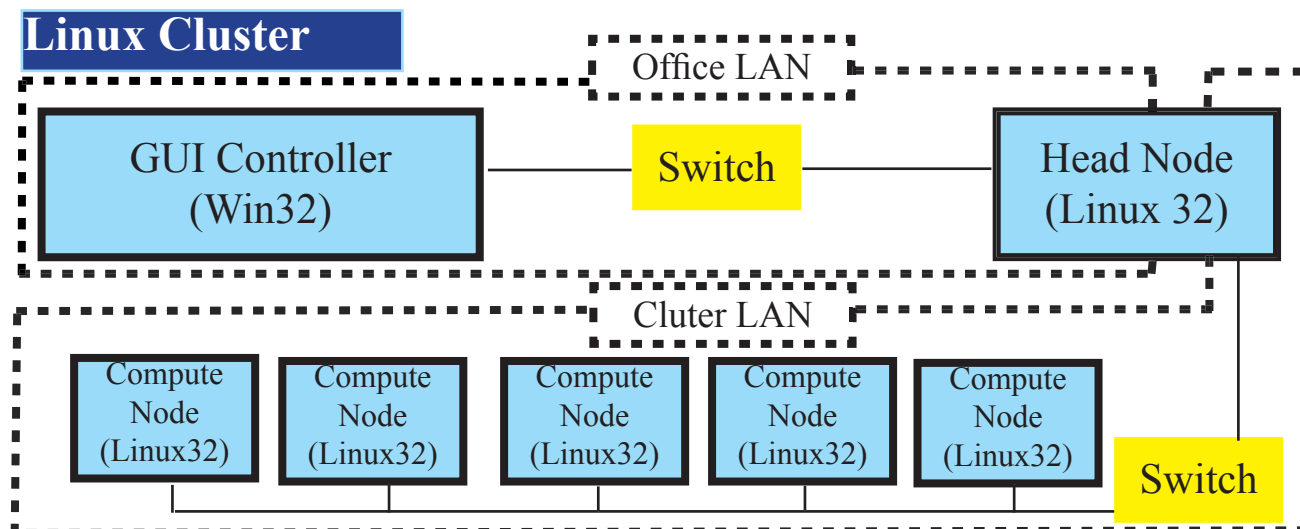 Linux Cluster
Office LAN
GUI Controller
(Win32)
Switch
Head Node
(Linux 32)
Cluter LAN
Compute
Node
(Linux32)
Compute
Node
(Linux32)
Compute
Node
(Linux32)
Compute
Node
(Linux32)
Compute
Node
(Linux32)
Switch